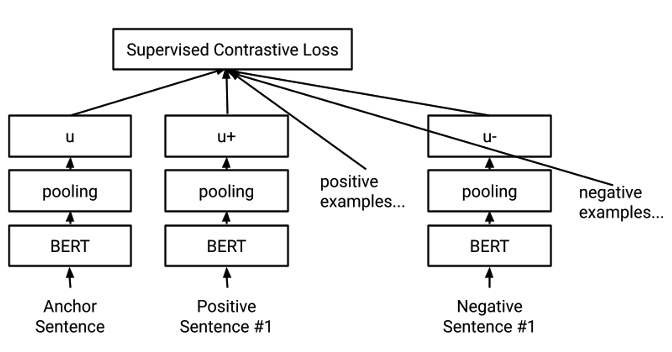 Supervised Contrastive Loss
u
u+
u-
pooling
pooling
positive
examples...
pooling
negative
examples...
BERT
BERT
BERT
Anchor
Sentence
Positive
Sentence #1
Negative
Sentence #1